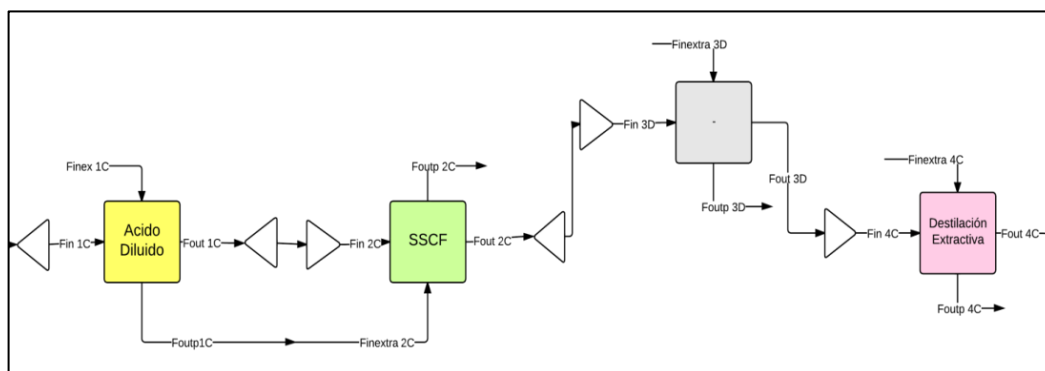 Finextra 3D
Fin 3D
-
Fout 3D
Foutp 3D
Finex 1C
Foutp 2C
Finextra 4C
Fin 1C
Acido
Diluido
Fout 1C
Fin 2C
SSCF
Fout 2C
Fin 4C
Destilación
Extractiva
Fout 4C
Foutp 4C
Foutp1C
Finextra 2C